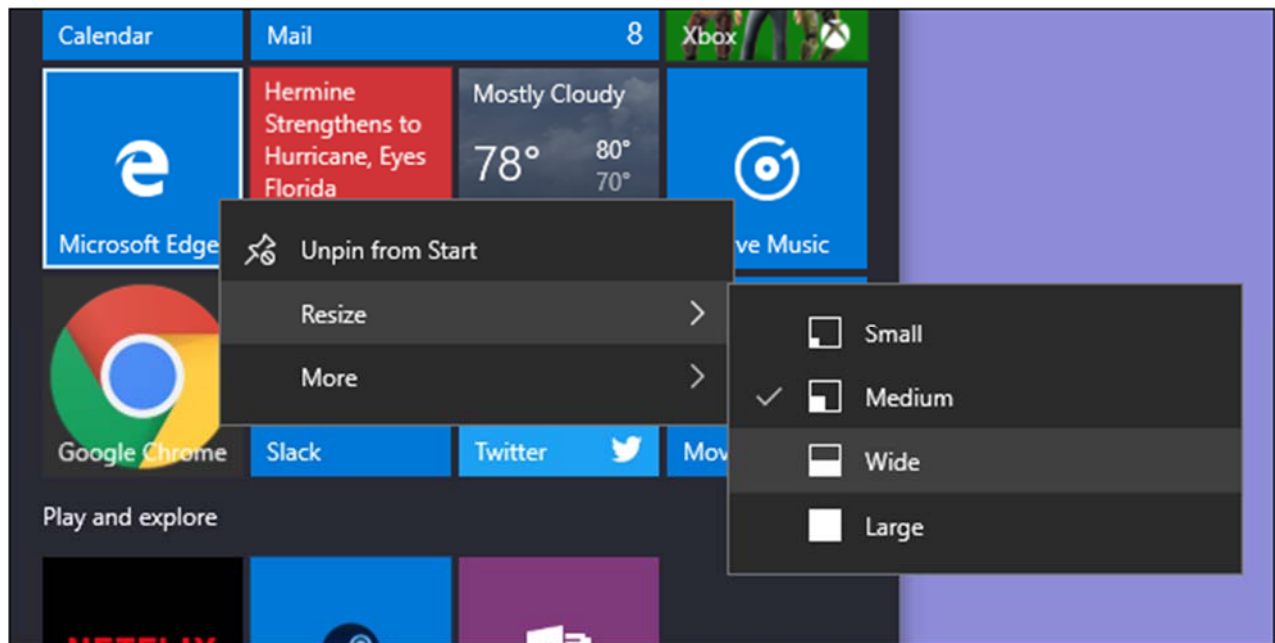 Calendar
Mail 8
Xbox
Hermine
Strengthens to
Hurricane, Eyes
Florida
Mostly Cloudy
78° 80°
70°
Microsoft Edge
ve Music
Unpin from Start
Resize
More
Small
Medium
Wide
Large
Google Chrome
Slack
Twitter
Mov
Play and explore
NETFLIX